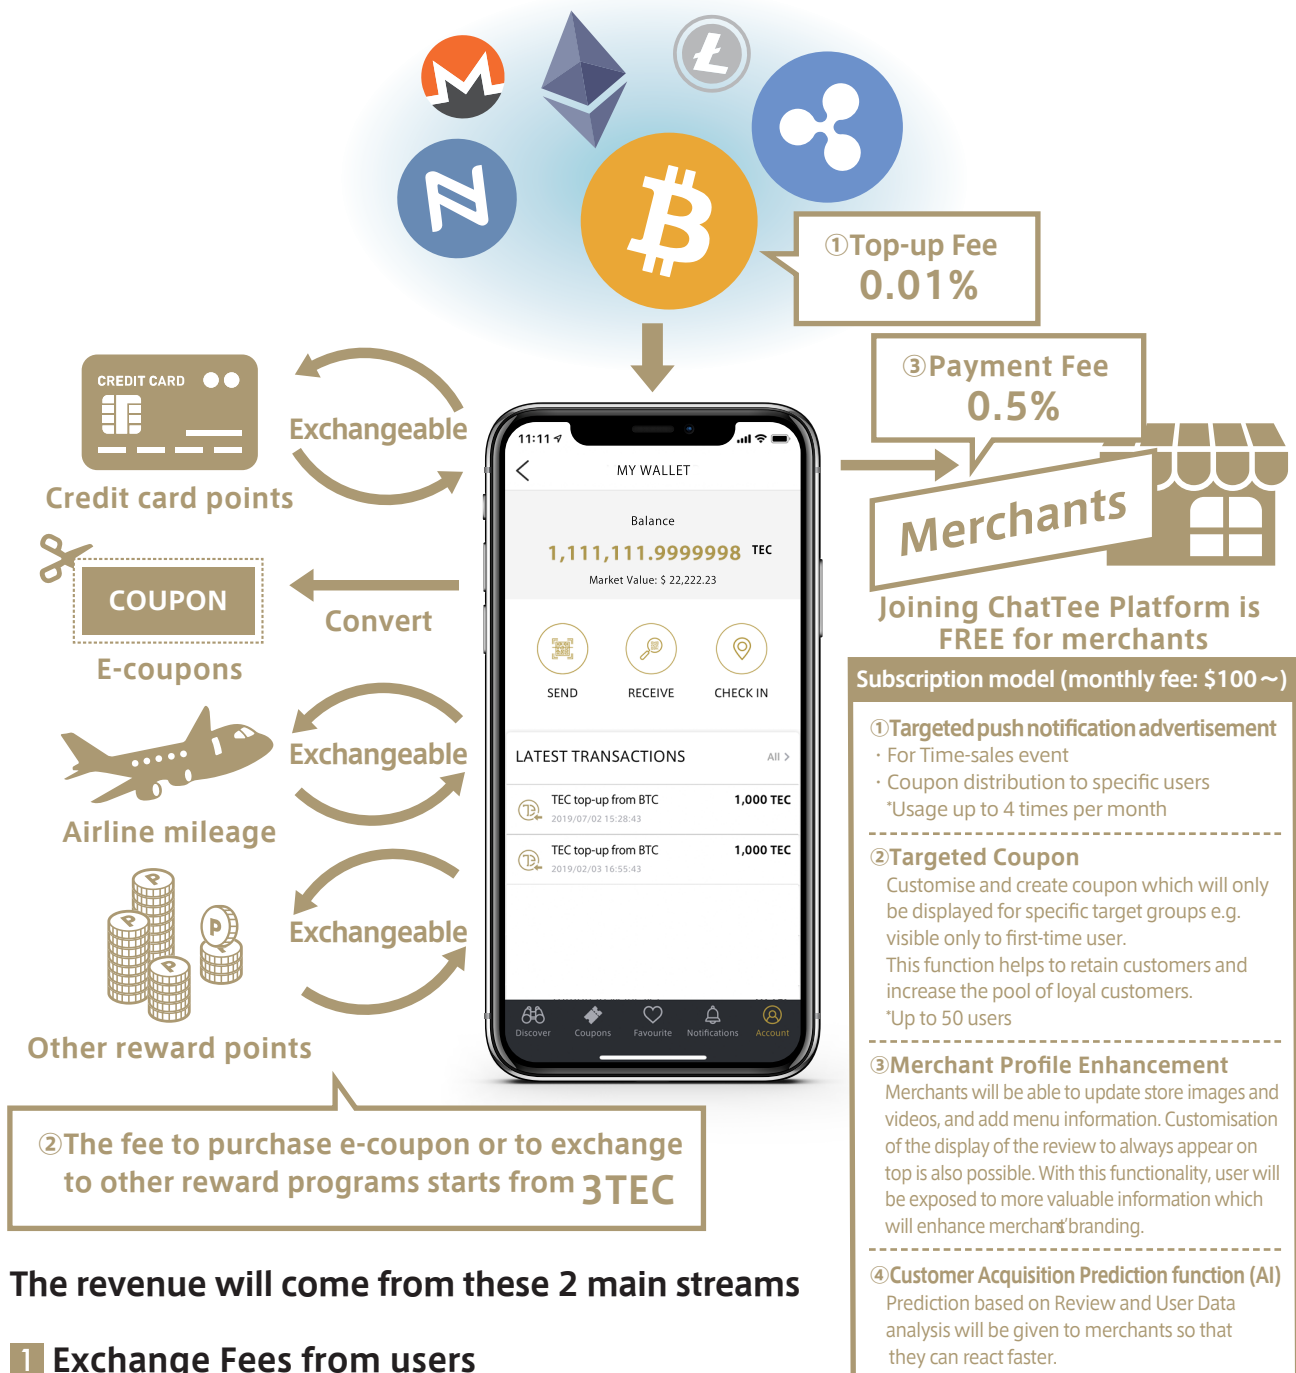 ①Top-up Fee
0.01%
③Payment Fee
0.5%
CREDIT CARD
Exchangeable
Credit card points
COUPON
Convert
E-coupons
Exchangeable
Airline mileage
Exchangeable
Other reward points
11:11
MY WALLET
Balance
1,111,111.9999998 TEC
Market Value: $ 22,222.23
SEND RECEIVE CHECK IN
LATEST TRANSACTIONS All >
TEC top-up from BTC 1,000 TEC
2019/07/02 15:28:43
TEC top-up from BTC 1,000 TEC
2019/02/03 16:55:43
Discover Coupons Favourite Notifications Account
Merchants
Joining ChatTee Platform is
FREE for merchants
Subscription model (monthly fee: $100～)
①Targeted push notification advertisement
・For Time-sales event
・Coupon distribution to specific users
*Usage up to 4 times per month
②Targeted Coupon
Customise and create coupon which will only
be displayed for specific target groups e.g.
visible only to first-time user.
This function helps to retain customers and
increase the pool of loyal customers.
*Up to 50 users
③Merchant Profile Enhancement
Merchants will be able to update store images and
videos, and add menu information. Customisation
of the display of the review to always appear on
top is also possible. With this functionality, user will
be exposed to more valuable information which
will enhance merchants' branding.
④Customer Acquisition Prediction function (AI)
Prediction based on Review and User Data
analysis will be given to merchants so that
they can react faster.
②The fee to purchase e-coupon or to exchange
to other reward programs starts from 3TEC
The revenue will come from these 2 main streams
1 Exchange Fees from users